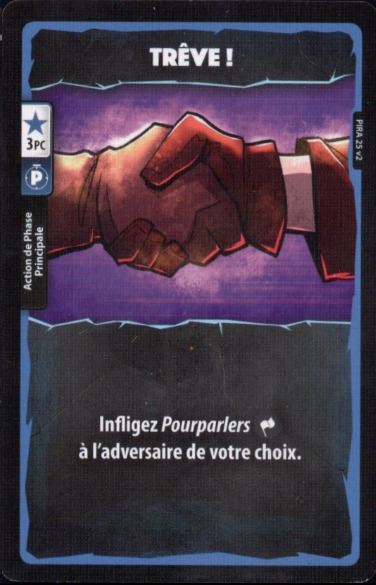 TRÊVE !
3PC
P
Action de Phase
Principale
PIRA 25 v2
Infligez Pourparlers
à l'adversaire de votre choix.